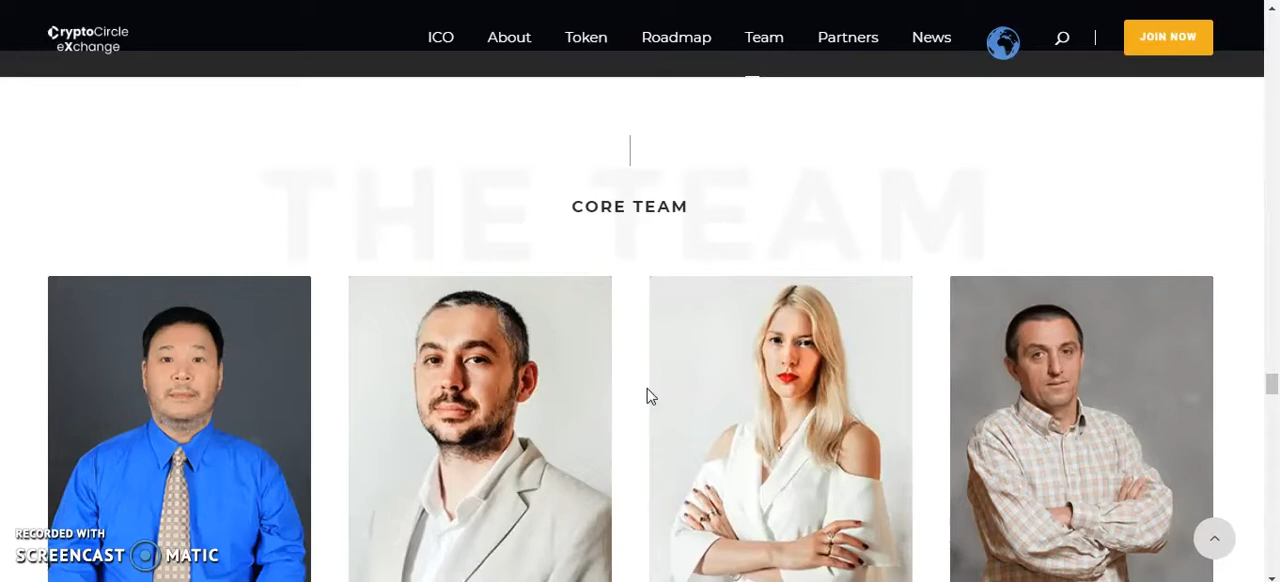 CryptoCircle
eXchange
ICO About Token Roadmap Team Partners News JOIN NOW
THE TEAM
CORE TEAM
RECORDED WITH
SCREENCAST MATIC